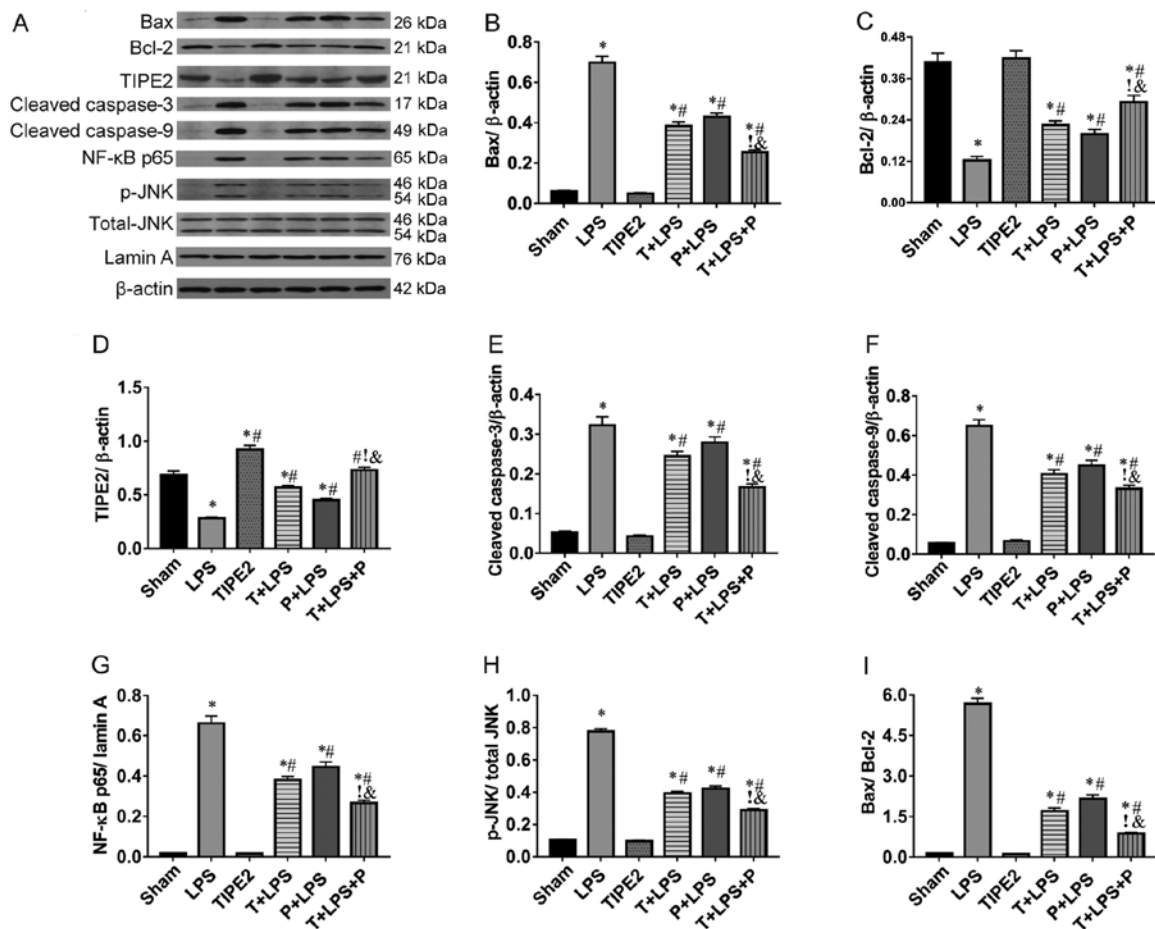 A
Bax 26 kDa
Bcl-2 21 kDa
TIPE2 21 kDa
Cleaved caspase-3 17 kDa
Cleaved caspase-9 49 kDa
NF-κB p65 65 kDa
p-JNK 46 kDa
54 kDa
Total-JNK 46 kDa
54 kDa
Lamin A 76 kDa
β-actin 42 kDa
B
Bax/ β-actin
0.8
0.6
0.4
0.2
0.0
*
*#
*#
*#
!&
Sham LPS TIPE2 T+LPS P+LPS T+LPS+P
C
Bcl-2/ β-actin
0.48
0.36
0.24
0.12
0.00
*
*#
*#
*#
!&
Sham LPS TIPE2 T+LPS P+LPS T+LPS+P
D
TIPE2/ β-actin
1.5
1.0
0.5
0.0
*
*#
*#
*#
#!&
Sham LPS TIPE2 T+LPS P+LPS T+LPS+P
E
Cleaved caspase-3/β-actin
0.4
0.3
0.2
0.1
0.0
*
*#
*#
*#
!&
Sham LPS TIPE2 T+LPS P+LPS T+LPS+P
F
Cleaved caspase-9/β-actin
0.8
0.6
0.4
0.2
0.0
*
*#
*#
*#
!&
Sham LPS TIPE2 T+LPS P+LPS T+LPS+P
G
NF-κB p65/ lamin A
0.8
0.6
0.4
0.2
0.0
*
*#
*#
*#
!&
Sham LPS TIPE2 T+LPS P+LPS T+LPS+P
H
p-JNK/ total JNK
1.0
0.8
0.6
0.4
0.2
0.0
*
*#
*#
*#
!&
Sham LPS TIPE2 T+LPS P+LPS T+LPS+P
I
Bax/ Bcl-2
6.0
4.5
3.0
1.5
0.0
*
*#
*#
*#
!&
Sham LPS TIPE2 T+LPS P+LPS T+LPS+P